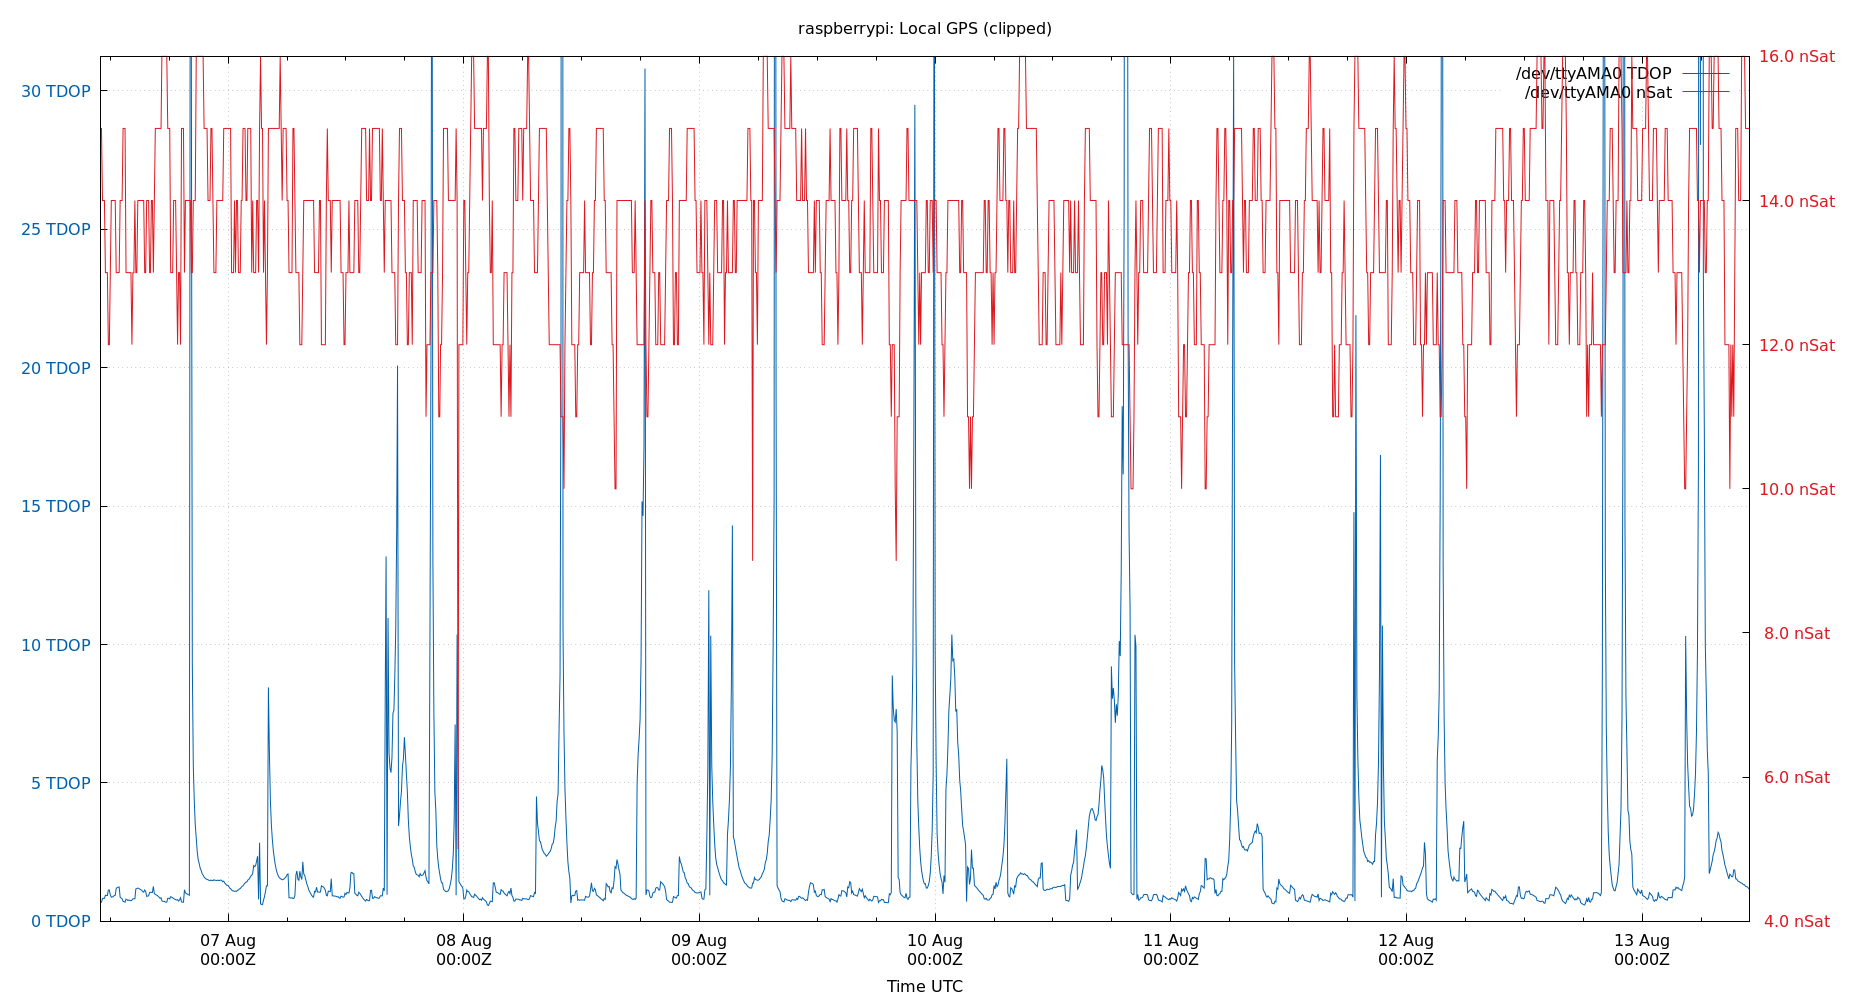 raspberrypi: Local GPS (clipped)
/dev/ttyAMA0 TDOP
/dev/ttyAMA0 nSat
30 TDOP
25 TDOP
20 TDOP
15 TDOP
10 TDOP
5 TDOP
0 TDOP
16.0 nSat
14.0 nSat
12.0 nSat
10.0 nSat
8.0 nSat
6.0 nSat
4.0 nSat
07 Aug
00:00Z
08 Aug
00:00Z
09 Aug
00:00Z
10 Aug
00:00Z
11 Aug
00:00Z
12 Aug
00:00Z
13 Aug
00:00Z
Time UTC